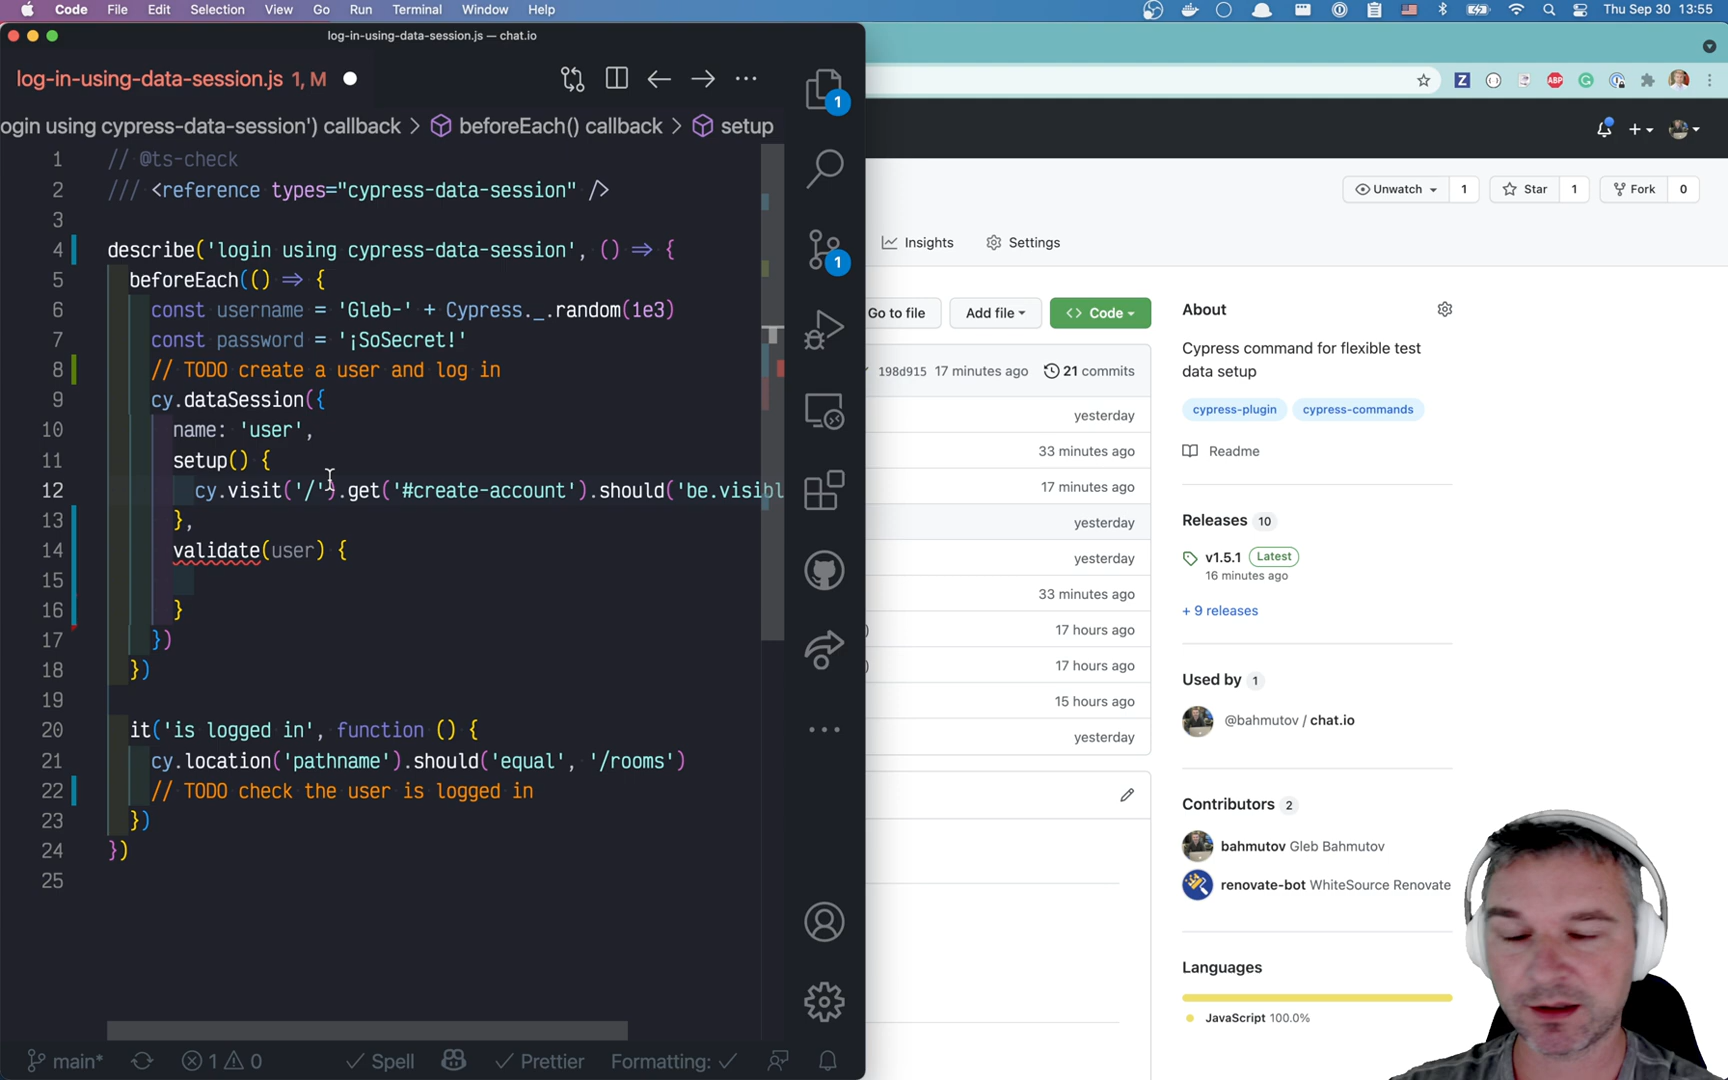 Code File Edit Selection View Go Run Terminal Window Help Thu Sep 30 13:55
log-in-using-data-session.js — chat.io
log-in-using-data-session.js 1, M
ogin using cypress-data-session') callback > beforeEach() callback > setup
1 // @ts-check
2 /// <reference types="cypress-data-session" />
3
4 describe('login using cypress-data-session', () => {
5 beforeEach(() => {
6 const username = 'Gleb-' + Cypress._.random(1e3)
7 const password = '¡SoSecret!'
8 // TODO create a user and log in
9 cy.dataSession({
10 name: 'user',
11 setup() {
12 cy.visit('/').get('#create-account').should('be.visibl
13 },
14 validate(user) {
15
16 }
17 })
18 })
19
20 it('is logged in', function () {
21 cy.location('pathname').should('equal', '/rooms')
22 // TODO check the user is logged in
23 })
24 })
25
1
1
main* 1 0 Spell Prettier Formatting:
ABP
Unwatch 1 Star 1 Fork 0
Insights Settings
Go to file Add file Code
198d915 17 minutes ago 21 commits
yesterday
33 minutes ago
17 minutes ago
yesterday
yesterday
33 minutes ago
17 hours ago
17 hours ago
15 hours ago
yesterday
About
Cypress command for flexible test
data setup
cypress-plugin cypress-commands
Readme
Releases 10
v1.5.1 Latest
16 minutes ago
+ 9 releases
Used by 1
@bahmutov / chat.io
Contributors 2
bahmutov Gleb Bahmutov
renovate-bot WhiteSource Renovate
Languages
JavaScript 100.0%